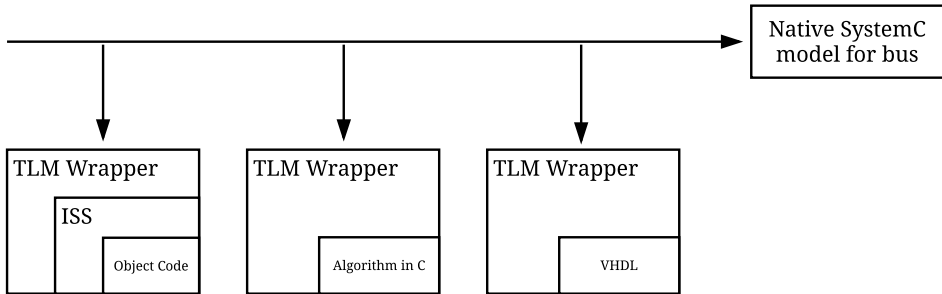 Native SystemC
model for bus
TLM Wrapper
ISS
Object Code
TLM Wrapper
Algorithm in C
TLM Wrapper
VHDL